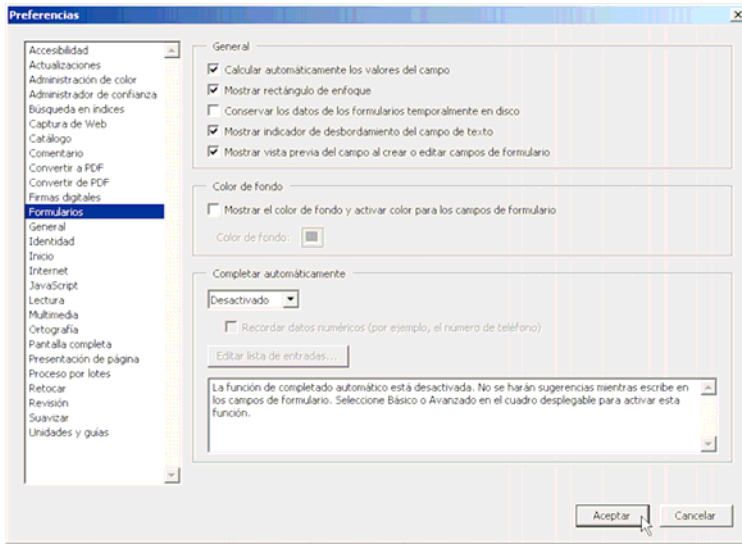 Preferencias
Accesibilidad
Actualizaciones
Administración de color
Administrador de confianza
Búsqueda en índices
Captura de Web
Catálogo
Comentario
Convertir a PDF
Convertir de PDF
Firmas digitales
Formularios
General
Identidad
Inicio
Internet
JavaScript
Lectura
Multimedia
Ortografía
Pantalla completa
Presentación de página
Proceso por lotes
Retocar
Revisión
Suavizar
Unidades y guías
General
Calcular automáticamente los valores del campo
Mostrar rectángulo de enfoque
Conservar los datos de los formularios temporalmente en disco
Mostrar indicador de desbordamiento del campo de texto
Mostrar vista previa del campo al crear o editar campos de formulario
Color de fondo
Mostrar el color de fondo y activar color para los campos de formulario
Color de fondo:
Completar automáticamente
Desactivado
Recordar datos numéricos (por ejemplo, el número de teléfono)
Editar lista de entradas...
La función de completado automático está desactivada. No se harán sugerencias mientras escribe en
los campos de formulario. Seleccione Básico o Avanzado en el cuadro desplegable para activar esta
función.
Aceptar
Cancelar